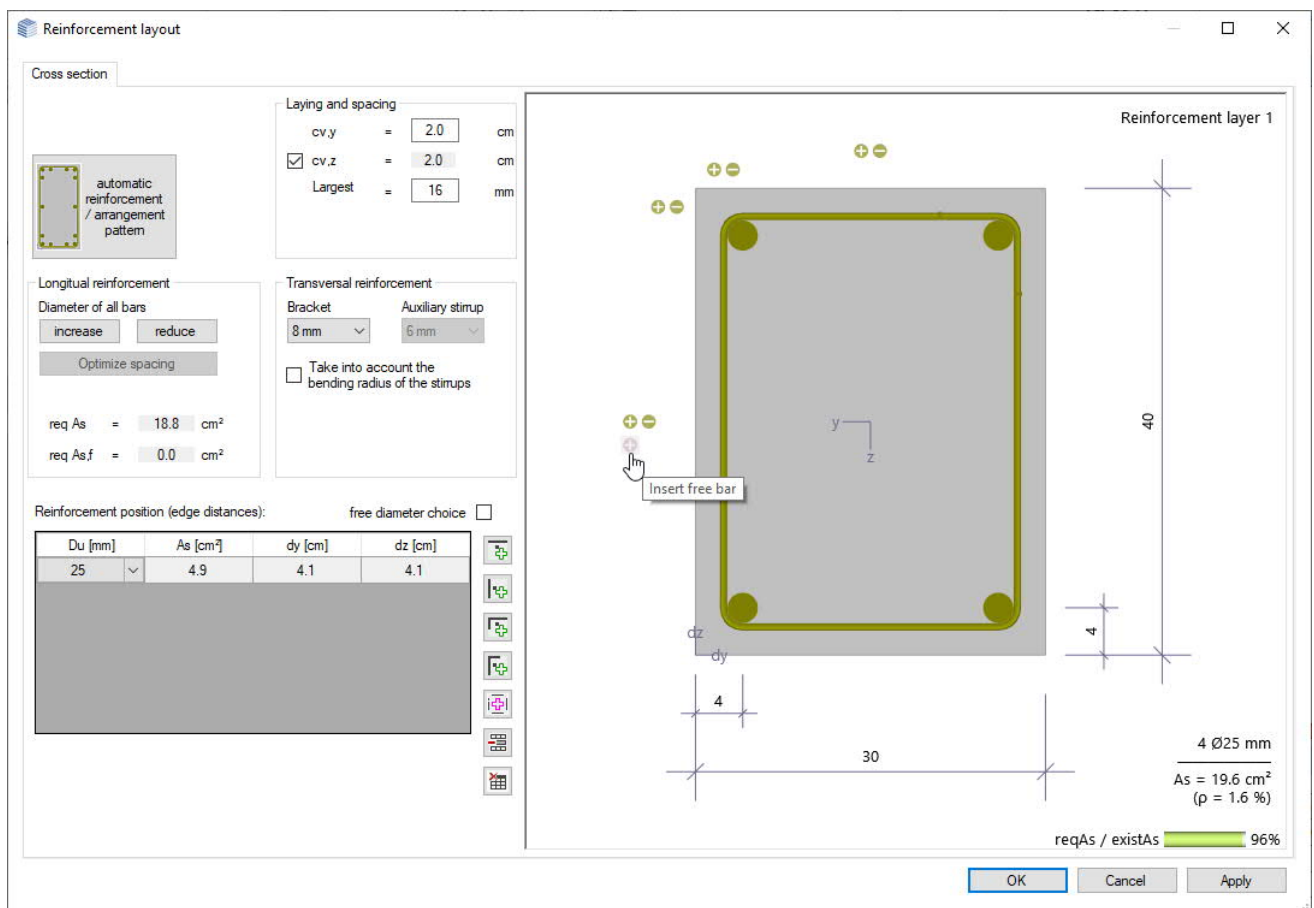 Reinforcement layout
Cross section
automatic
reinforcement
/ arrangement
pattern
Laying and spacing
cv,y = 2.0 cm
cv,z = 2.0 cm
Largest = 16 mm
Longitual reinforcement
Diameter of all bars
increase reduce
Optimize spacing
req As = 18.8 cm²
req As,f = 0.0 cm²
Transversal reinforcement
Bracket Auxiliary stirrup
8 mm 6 mm
Take into account the
bending radius of the stirrups
Reinforcement position (edge distances): free diameter choice
Du [mm] As [cm²] dy [cm] dz [cm]
25 4.9 4.1 4.1
Reinforcement layer 1
y
z
40
Insert free bar
dz
dy
4
4
30
4 Ø25 mm
As = 19.6 cm²
(ρ = 1.6 %)
reqAs / existAs 96%
OK Cancel Apply